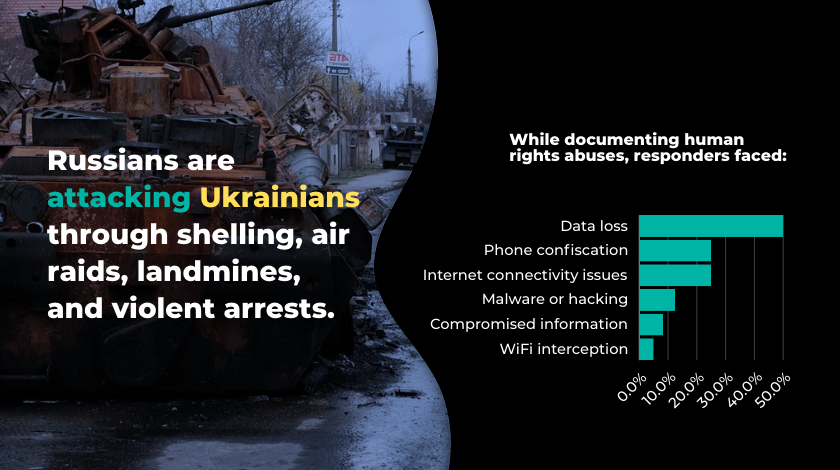 Russians are
attacking Ukrainians
through shelling, air
raids, landmines,
and violent arrests.
While documenting human
rights abuses, responders faced:
Data loss
Phone confiscation
Internet connectivity issues
Malware or hacking
Compromised information
WiFi interception
0.0%
10.0%
20.0%
30.0%
40.0%
50.0%